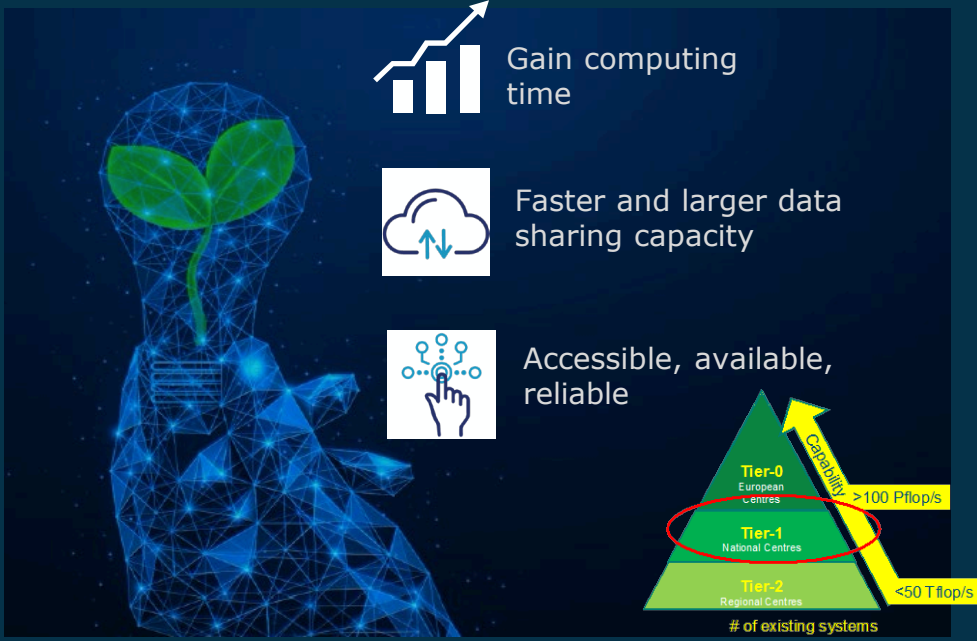 Gain computing
time
Faster and larger data
sharing capacity
Accessible, available,
reliable
Tier-0
European
Centres
Tier-1
National Centres
Tier-2
Regional Centres
Capability
>100 Pflop/s
<50 Tflop/s
# of existing systems